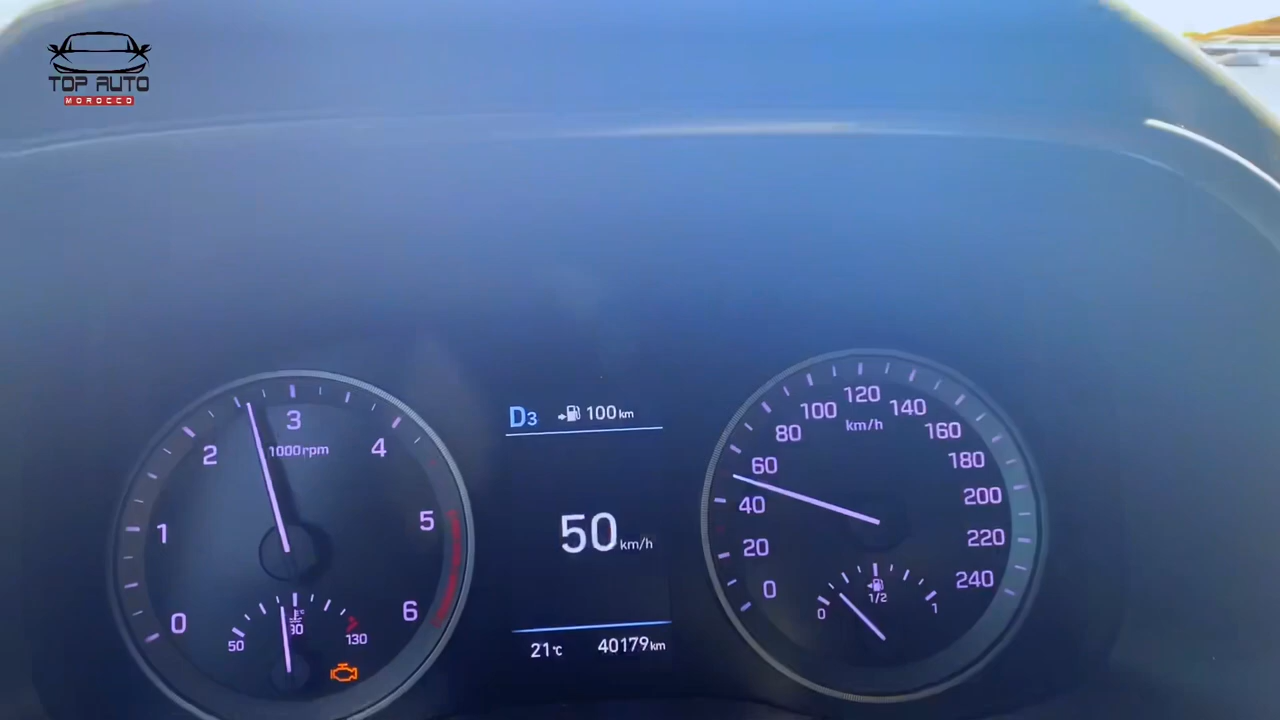 TOP AUTO
MOROCCO
D3 100 km
50 km/h
21°C 40179 km
0 1 2 3 4 5 6
1000rpm
50 130
0 20 40 60 80 100 120 140 160 180 200 220 240
km/h
0 1/2 1